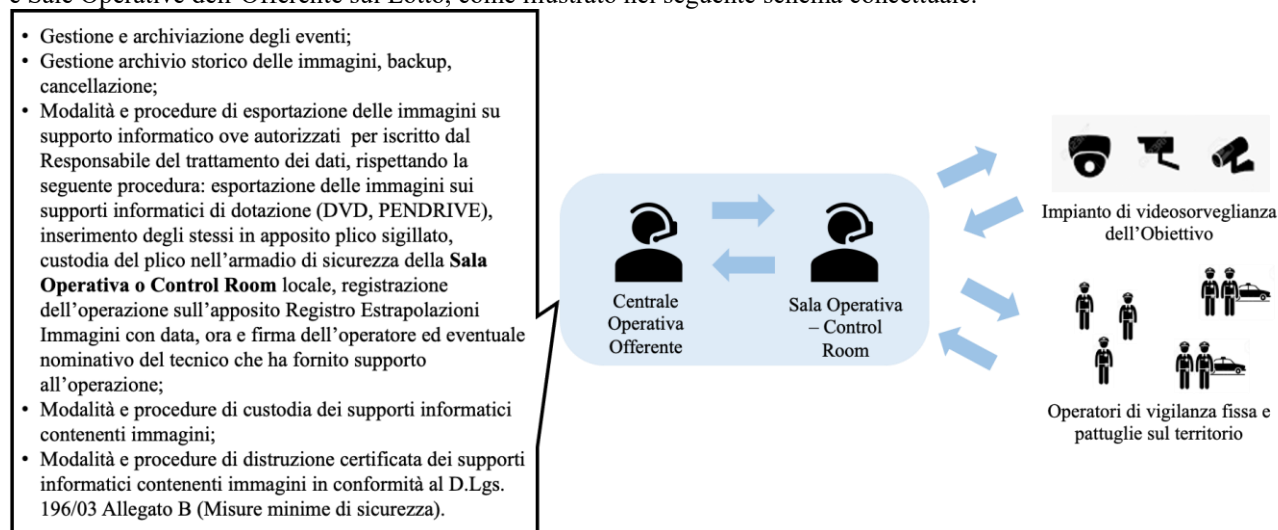 e Sale Operative dell'Offerente sul Lotto, come illustrato nel seguente schema concettuale:
• Gestione e archiviazione degli eventi;
• Gestione archivio storico delle immagini, backup,
cancellazione;
• Modalità e procedure di esportazione delle immagini su
supporto informatico ove autorizzati  per iscritto dal
Responsabile del trattamento dei dati, rispettando la
seguente procedura: esportazione delle immagini sui
supporti informatici di dotazione (DVD, PENDRIVE),
inserimento degli stessi in apposito plico sigillato,
custodia del plico nell'armadio di sicurezza della Sala
Operativa o Control Room locale, registrazione
dell'operazione sull'apposito Registro Estrapolazioni
Immagini con data, ora e firma dell'operatore ed eventuale
nominativo del tecnico che ha fornito supporto
all'operazione;
• Modalità e procedure di custodia dei supporti informatici
contenenti immagini;
• Modalità e procedure di distruzione certificata dei supporti
informatici contenenti immagini in conformità al D.Lgs.
196/03 Allegato B (Misure minime di sicurezza).
Centrale
Operativa
Offerente
Sala Operativa
– Control
Room
Impianto di videosorveglianza
dell'Obiettivo
Operatori di vigilanza fissa e
pattuglie sul territorio